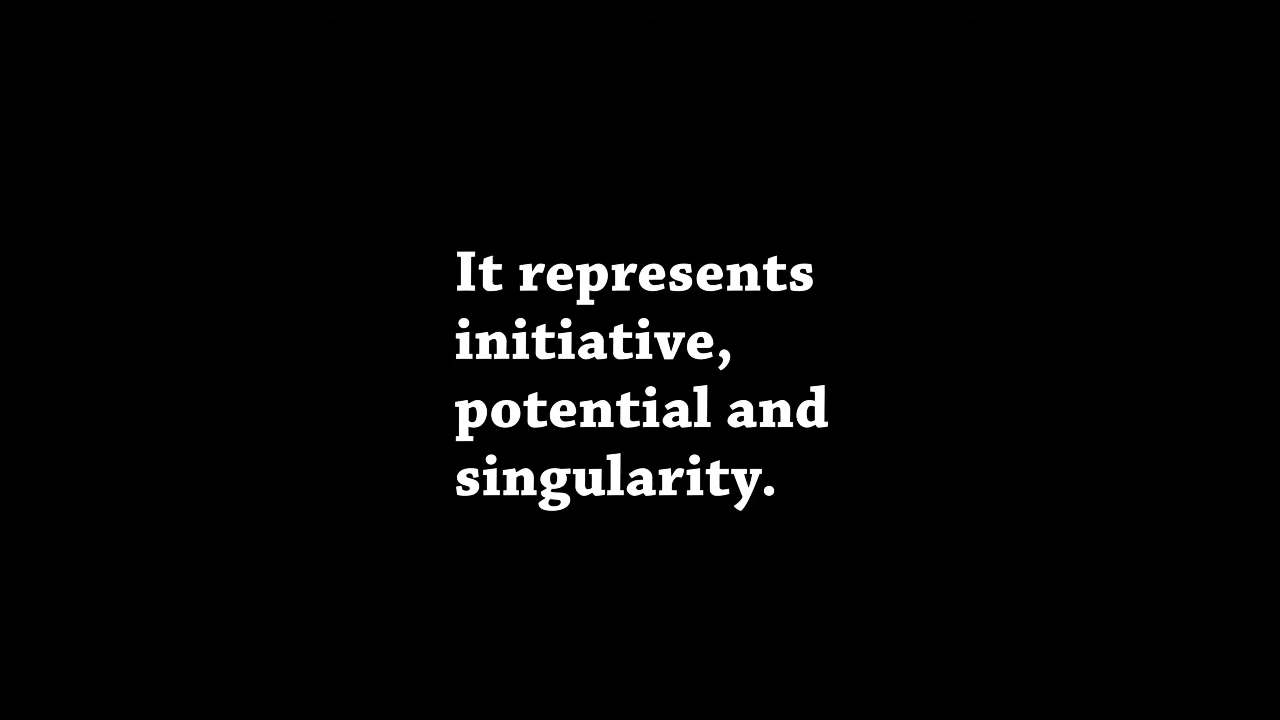 It represents
initiative,
potential and
singularity.